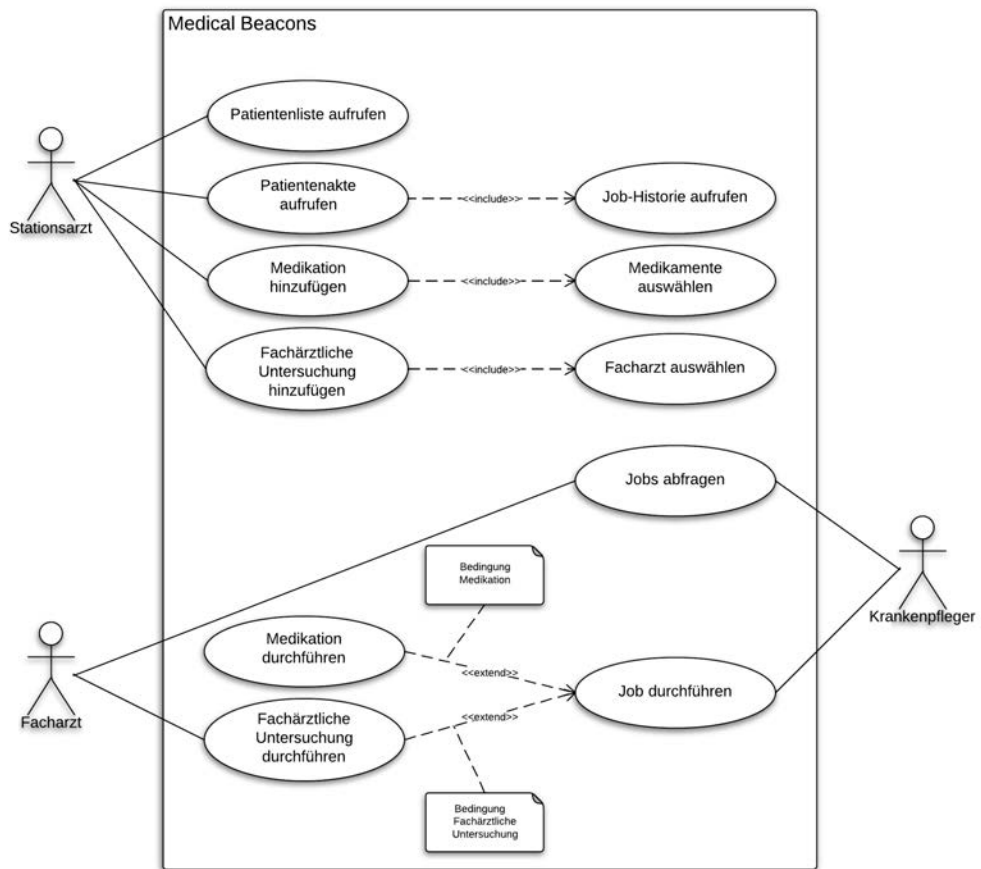 Medical Beacons
Patientenliste aufrufen
Stationsarzt
Patientenakte
aufrufen
<<include>>
Job-Historie aufrufen
Medikation
hinzufügen
<<include>>
Medikamente
auswählen
Fachärztliche
Untersuchung
hinzufügen
<<include>>
Facharzt auswählen
Jobs abfragen
Bedingung
Medikation
Krankenpfleger
Medikation
durchführen
<<extend>>
Job durchführen
Facharzt
Fachärztliche
Untersuchung
durchführen
<<extend>>
Bedingung
Fachärztliche
Untersuchung